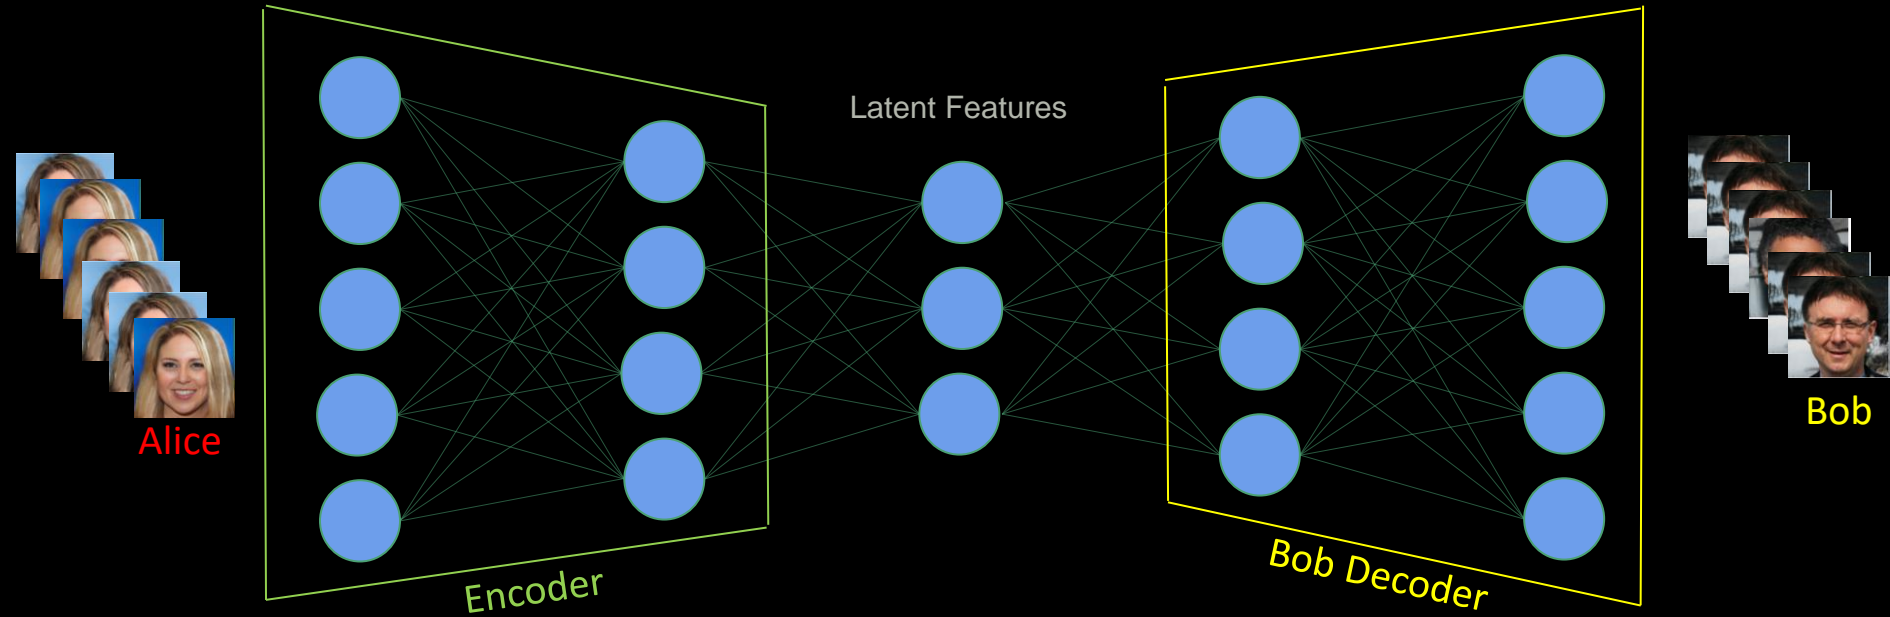 Latent Features
Alice
Bob
Encoder
Bob Decoder